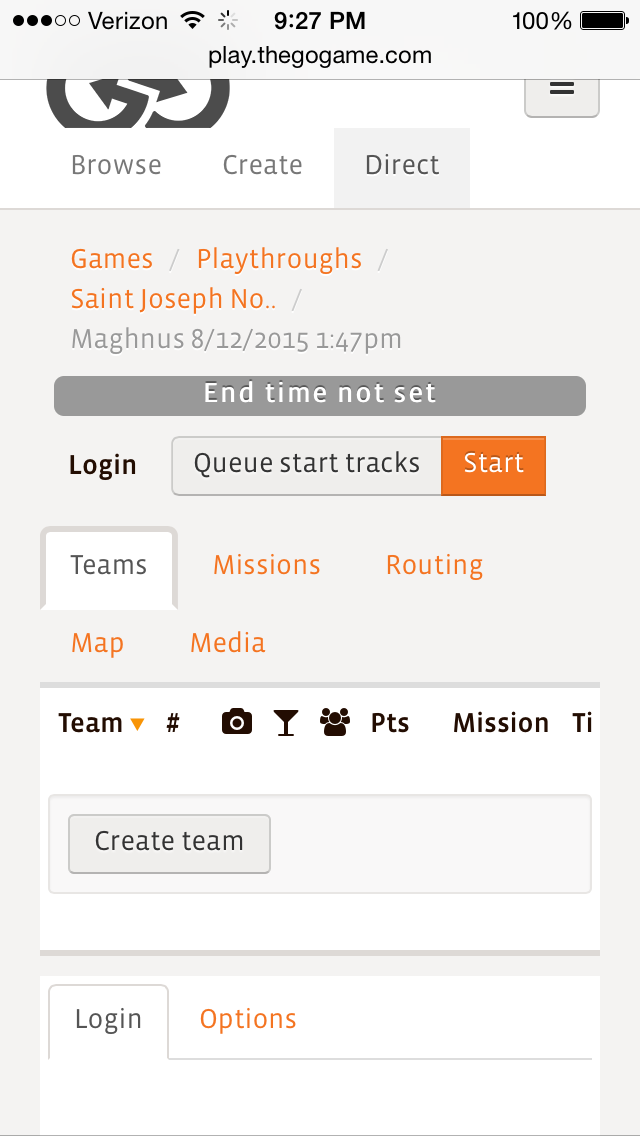 Verizon 9:27 PM 100%
play.thegogame.com
Browse Create Direct
Games / Playthroughs /
Saint Joseph No.. /
Maghnus 8/12/2015 1:47pm
End time not set
Login Queue start tracks Start
Teams Missions Routing
Map Media
Team # Pts Mission Ti
Create team
Login Options